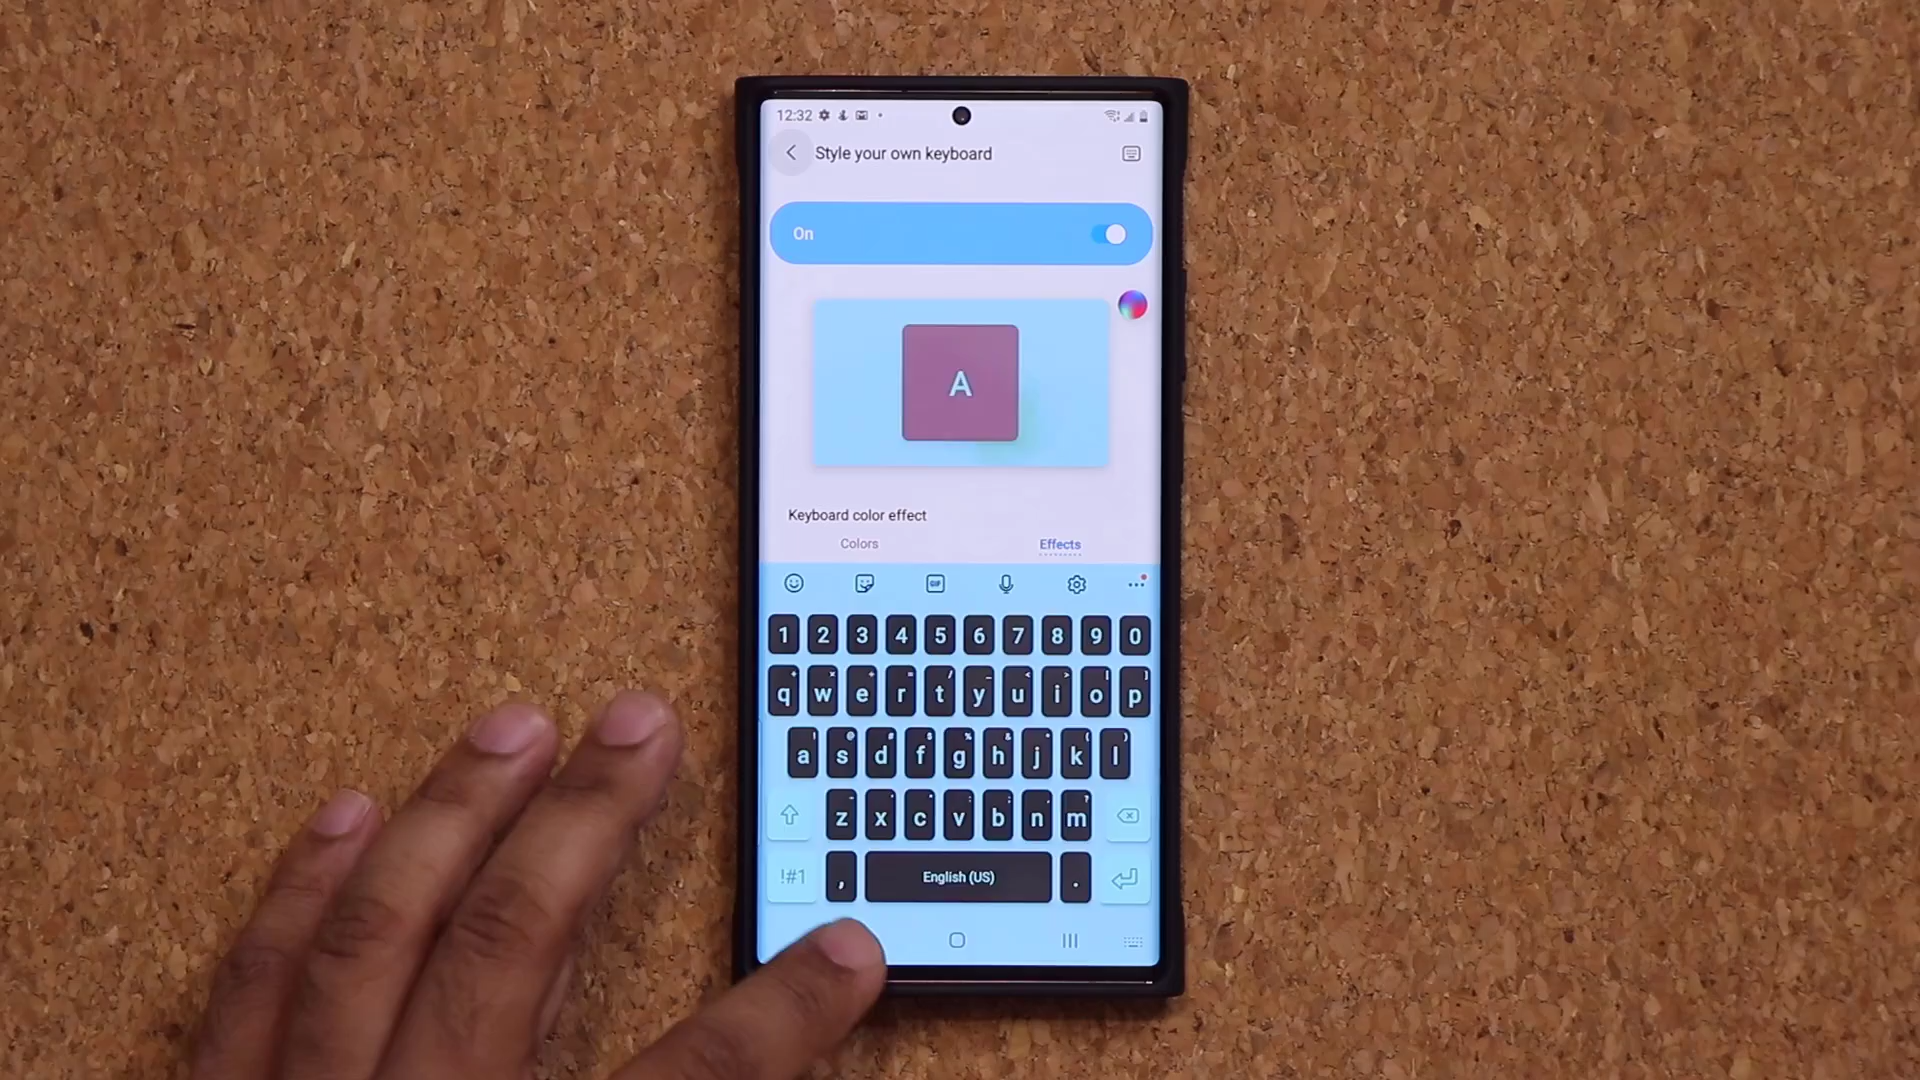 12:32
Style your own keyboard
On
A
Keyboard color effect
Colors Effects
GIF
1 2 3 4 5 6 7 8 9 0
q w e r t y u i o p
a s d f g h j k l
z x c v b n m
!#1 , English (US) .